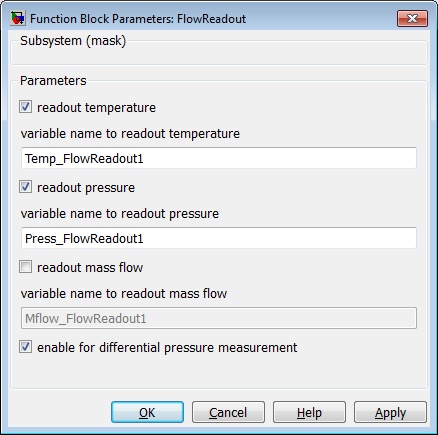 Function Block Parameters: FlowReadout
Subsystem (mask)
Parameters
readout temperature
variable name to readout temperature
Temp_FlowReadout1
readout pressure
variable name to readout pressure
Press_FlowReadout1
readout mass flow
variable name to readout mass flow
Mflow_FlowReadout1
enable for differential pressure measurement
OK Cancel Help Apply